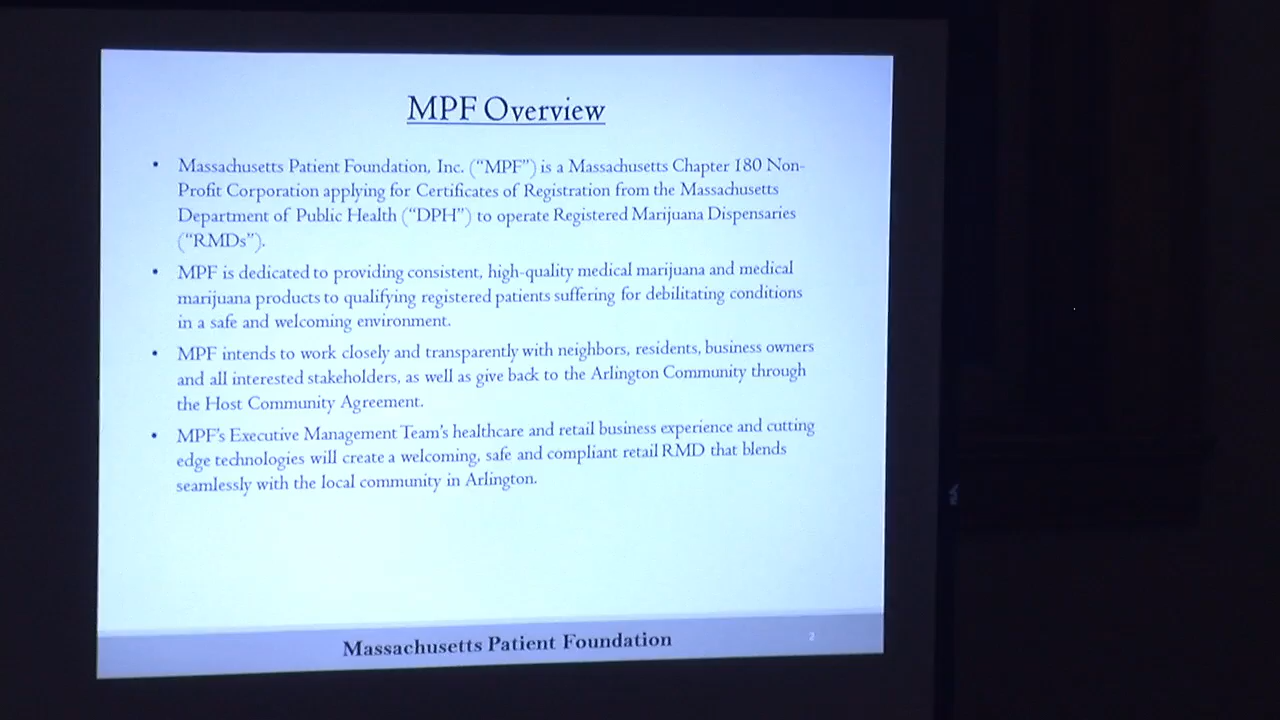 MPF Overview
• Massachusetts Patient Foundation, Inc. (“MPF”) is a Massachusetts Chapter 180 Non-
Profit Corporation applying for Certificates of Registration from the Massachusetts
Department of Public Health (“DPH”) to operate Registered Marijuana Dispensaries
(“RMDs”).
• MPF is dedicated to providing consistent, high-quality medical marijuana and medical
marijuana products to qualifying registered patients suffering for debilitating conditions
in a safe and welcoming environment.
• MPF intends to work closely and transparently with neighbors, residents, business owners
and all interested stakeholders, as well as give back to the Arlington Community through
the Host Community Agreement.
• MPF’s Executive Management Team’s healthcare and retail business experience and cutting
edge technologies will create a welcoming, safe and compliant retail RMD that blends
seamlessly with the local community in Arlington.
Massachusetts Patient Foundation
2